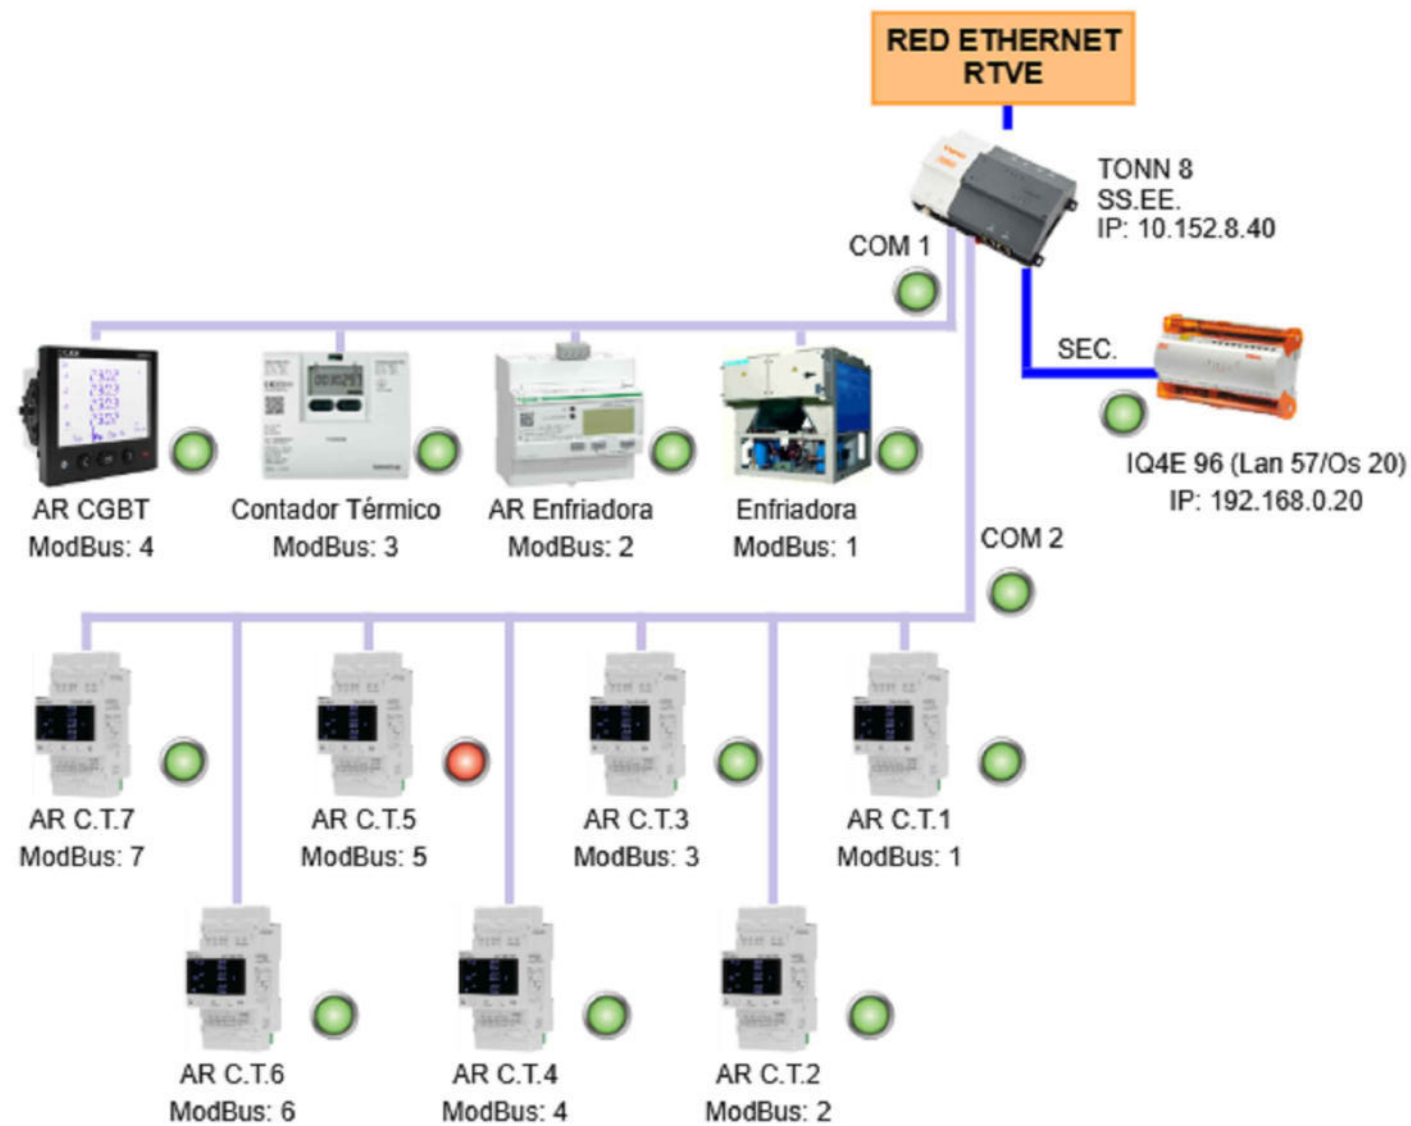 RED ETHERNET
RTVE
TONN 8
SS.EE.
IP: 10.152.8.40
COM 1
SEC.
IQ4E 96 (Lan 57/Os 20)
IP: 192.168.0.20
AR CGBT
ModBus: 4
Contador Térmico
ModBus: 3
AR Enfriadora
ModBus: 2
Enfriadora
ModBus: 1
COM 2
AR C.T.7
ModBus: 7
AR C.T.5
ModBus: 5
AR C.T.3
ModBus: 3
AR C.T.1
ModBus: 1
AR C.T.6
ModBus: 6
AR C.T.4
ModBus: 4
AR C.T.2
ModBus: 2